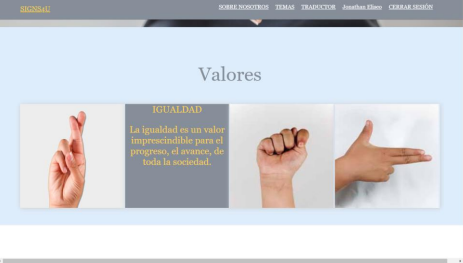 SIGNS4U
SOBRE NOSOTROS TEMAS TRADUCTOR Jonathan Eliseo CERRAR SESIÓN
Valores
IGUALDAD
La igualdad es un valor
imprescindible para el
progreso, el avance, de
toda la sociedad.